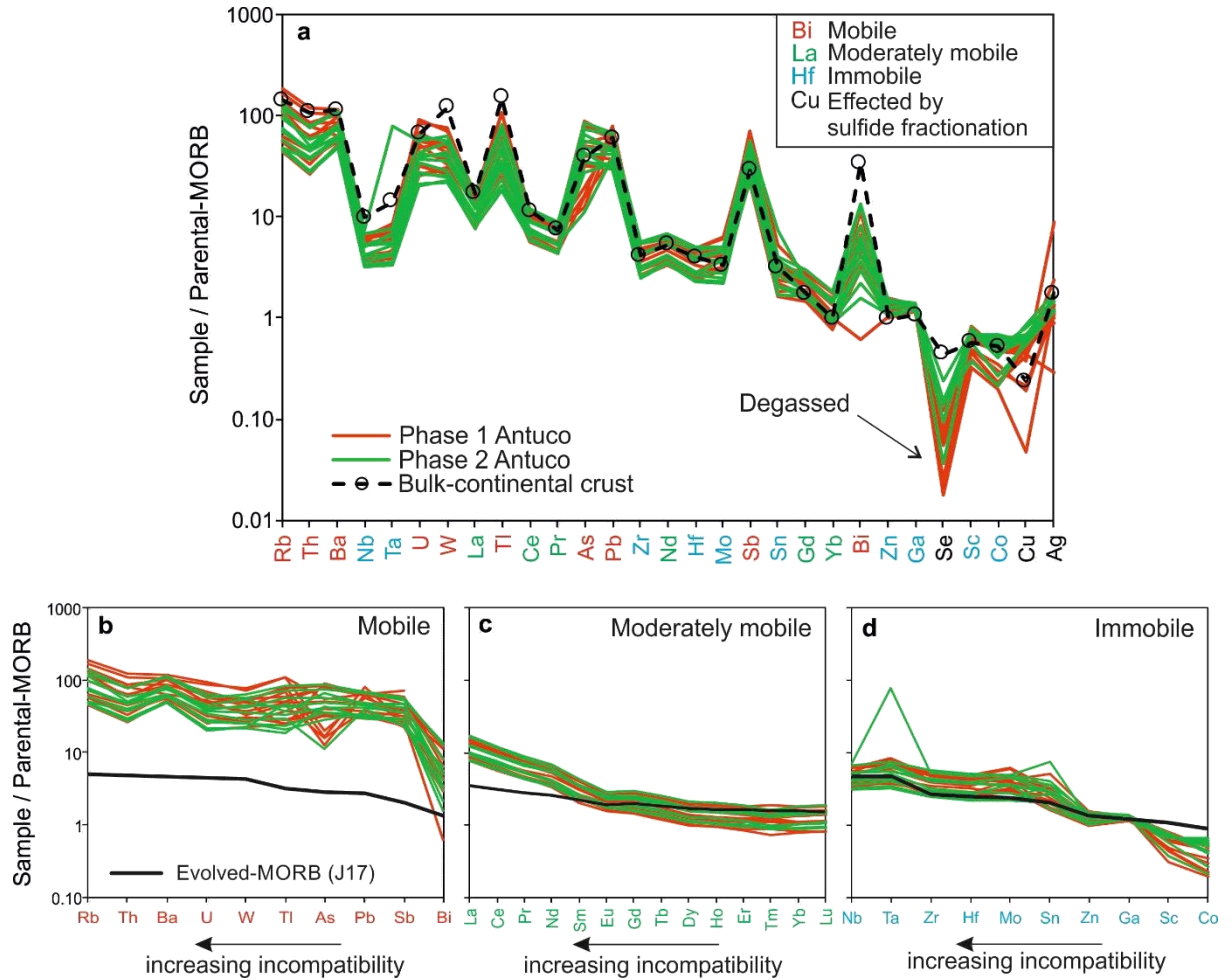 a
1000
100
10
1
0.10
0.01
Sample / Parental-MORB
Bi Mobile
La Moderately mobile
Hf Immobile
Cu Effected by
sulfide fractionation
Degassed
Phase 1 Antuco
Phase 2 Antuco
Bulk-continental crust
Rb Th Ba Nb Ta U W La Tl Ce Pr As Pb Zr Nd Hf Mo Sb Sn Gd Yb Bi Zn Ga Se Sc Co Cu Ag
b Mobile
1000
100
10
1
0.10
Sample / Parental-MORB
Evolved-MORB (J17)
Rb Th Ba U W Tl As Pb Sb Bi
increasing incompatibility
c Moderately mobile
La Ce Pr Nd Sm Eu Gd Tb Dy Ho Er Tm Yb Lu
increasing incompatibility
d Immobile
Nb Ta Zr Hf Mo Sn Zn Ga Sc Co
increasing incompatibility